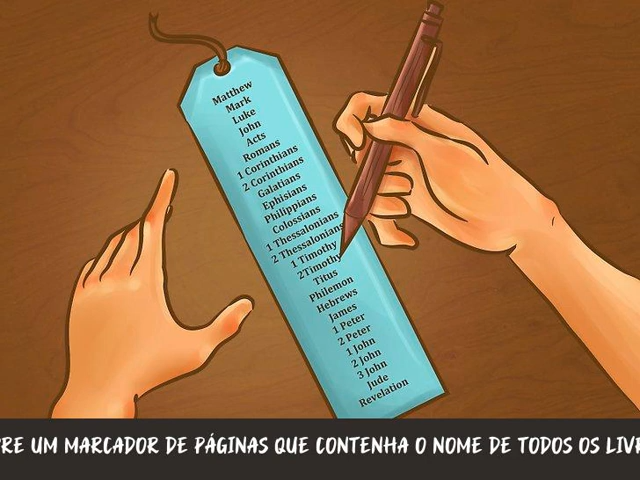 Matthew
Mark
Luke
John
Acts
Romans
1 Corinthians
2 Corinthians
Galatians
Ephisians
Philippians
Colossians
1 Thessalonians
2 Thessalonians
1 Timothy
2Timothy
Titus
Philemon
Hebrews
James
1 Peter
2 Peter
1 John
2 John
3 John
Jude
Revelation
RE UM MARCADOR DE PÁGINAS QUE CONTENHA O NOME DE TODOS OS LIVR